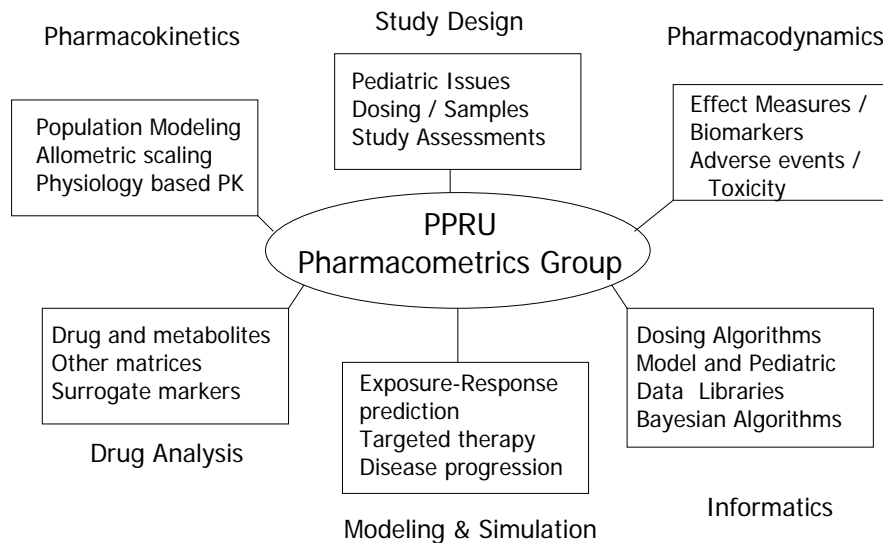 Pharmacokinetics
Population Modeling
Allometric scaling
Physiology based PK
Study Design
Pediatric Issues
Dosing / Samples
Study Assessments
Pharmacodynamics
Effect Measures /
Biomarkers
Adverse events /
Toxicity
PPRU
Pharmacometrics Group
Drug and metabolites
Other matrices
Surrogate markers
Drug Analysis
Exposure-Response
prediction
Targeted therapy
Disease progression
Modeling & Simulation
Dosing Algorithms
Model and Pediatric
Data Libraries
Bayesian Algorithms
Informatics